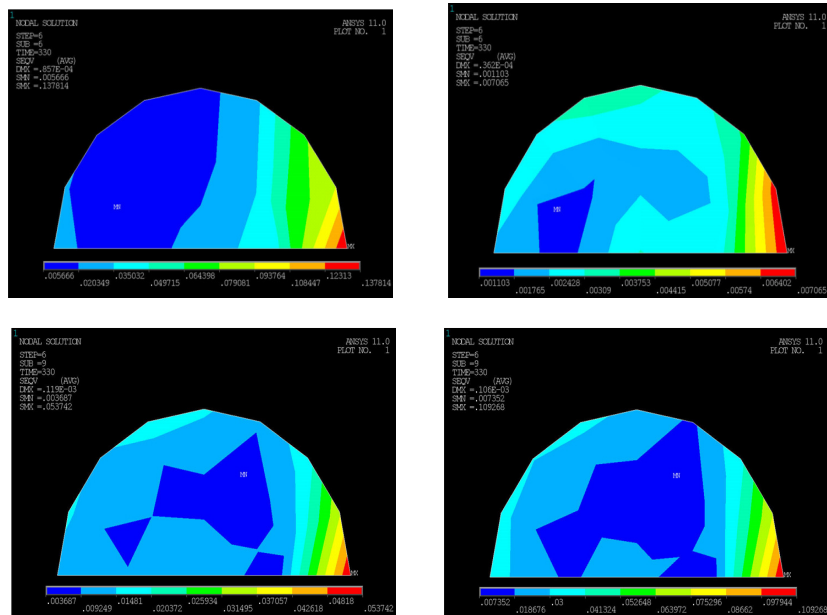 1
NODAL SOLUTION
ANSYS 11.0
PLOT NO. 1
STEP=6
SUB =6
TIME=330
SEQV (AVG)
DMX =.857E-04
SMN =.005666
SMX =.137814
MN
MX
.005666 .035032 .064398 .093764 .12313
.020349 .049715 .079081 .108447 .137814
1
NODAL SOLUTION
ANSYS 11.0
PLOT NO. 1
STEP=6
SUB =6
TIME=330
SEQV (AVG)
DMX =.362E-04
SMN =.001103
SMX =.007065
MN
MX
.001103 .002428 .003753 .005077 .006402
.001765 .00309 .004415 .00574 .007065
1
NODAL SOLUTION
ANSYS 11.0
PLOT NO. 1
STEP=6
SUB =9
TIME=330
SEQV (AVG)
DMX =.119E-03
SMN =.003687
SMX =.053742
MN
MX
.003687 .01481 .025934 .037057 .04818
.009249 .020372 .031495 .042618 .053742
1
NODAL SOLUTION
ANSYS 11.0
PLOT NO. 1
STEP=6
SUB =9
TIME=330
SEQV (AVG)
DMX =.106E-03
SMN =.007352
SMX =.109268
MN
MX
.007352 .03 .052648 .075296 .097944
.018676 .041324 .063972 .08662 .109268